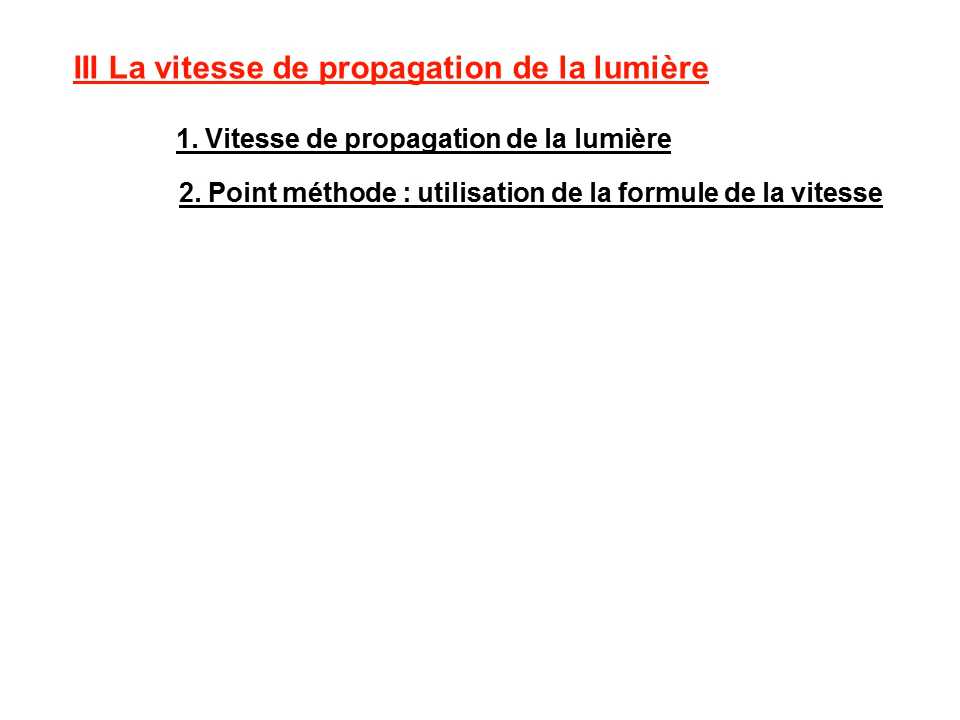 III La vitesse de propagation de la lumière
1. Vitesse de propagation de la lumière
2. Point méthode : utilisation de la formule de la vitesse